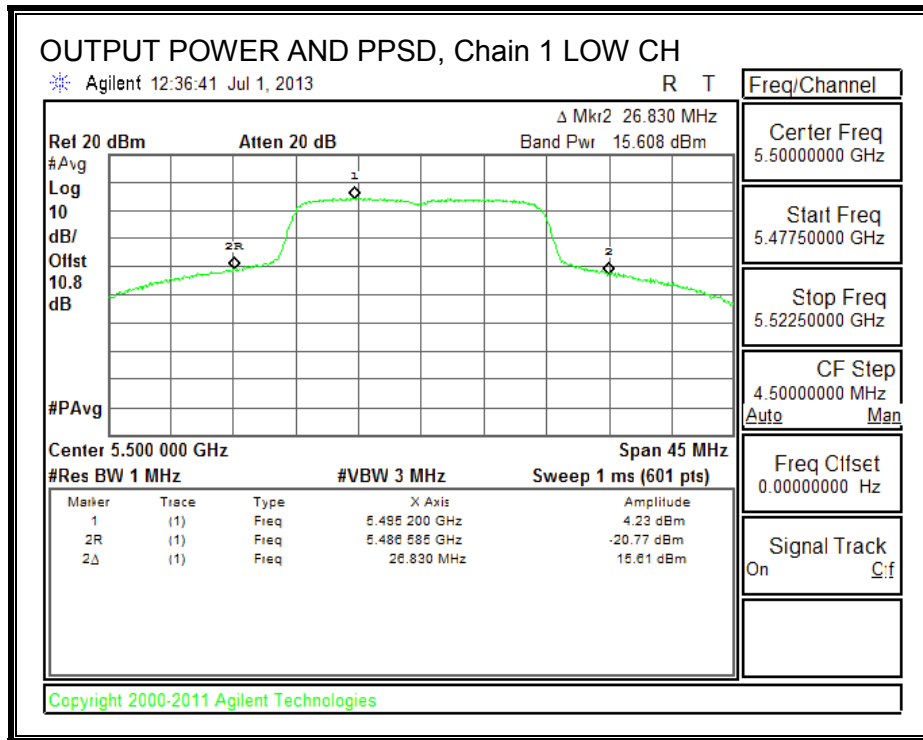 OUTPUT POWER AND PPSD, Chain 1 LOW CH
Agilent 12:36:41 Jul 1, 2013 R T
Freq/Channel
Δ Mkr2 26.830 MHz
Ref 20 dBm Atten 20 dB Band Pwr 15.608 dBm
#Avg
Log
10
dB/
Offst
10.8
dB
#PAvg
1
2R
2
Center 5.500 000 GHz Span 45 MHz
#Res BW 1 MHz #VBW 3 MHz Sweep 1 ms (601 pts)
Marker Trace Type X Axis Amplitude
1 (1) Freq 5.495 200 GHz 4.23 dBm
2R (1) Freq 5.486 585 GHz -20.77 dBm
2Δ (1) Freq 26.830 MHz 15.61 dBm
Center Freq
5.50000000 GHz
Start Freq
5.47750000 GHz
Stop Freq
5.52250000 GHz
CF Step
4.50000000 MHz
Auto Man
Freq Offset
0.00000000 Hz
Signal Track
On Off
Copyright 2000-2011 Agilent Technologies